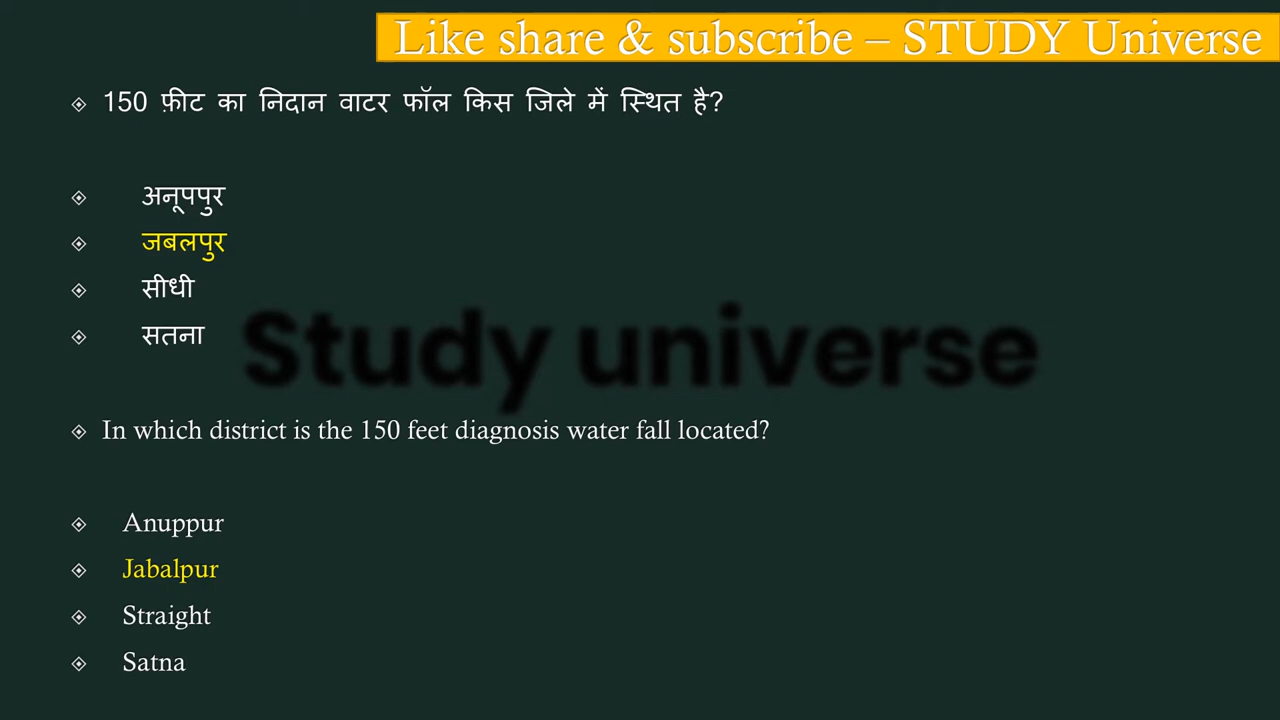 Like share & subscribe – STUDY Universe
150 फ़ीट का निदान वाटर फॉल किस जिले में स्थित है?
अनूपपुर
जबलपुर
सीधी
सतना
Study universe
In which district is the 150 feet diagnosis water fall located?
Anuppur
Jabalpur
Straight
Satna